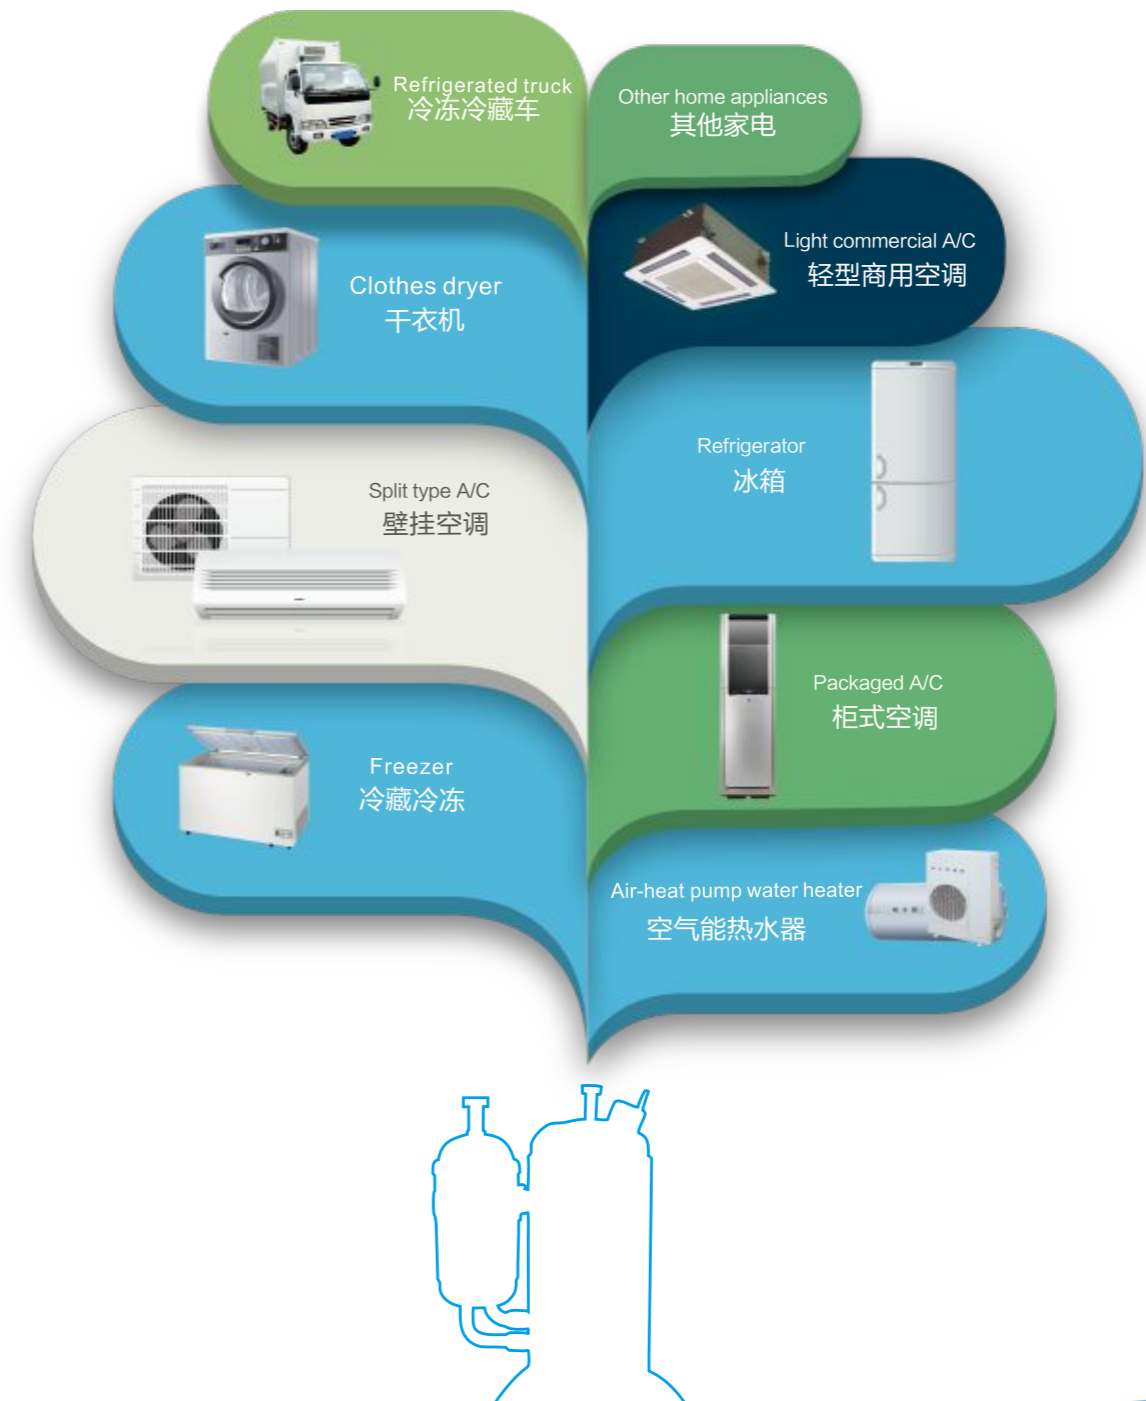 Refrigerated truck
冷冻冷藏车
Other home appliances
其他家电
Light commercial A/C
轻型商用空调
Clothes dryer
干衣机
Refrigerator
冰箱
Split type A/C
壁挂空调
Packaged A/C
柜式空调
Freezer
冷藏冷冻
Air-heat pump water heater
空气能热水器